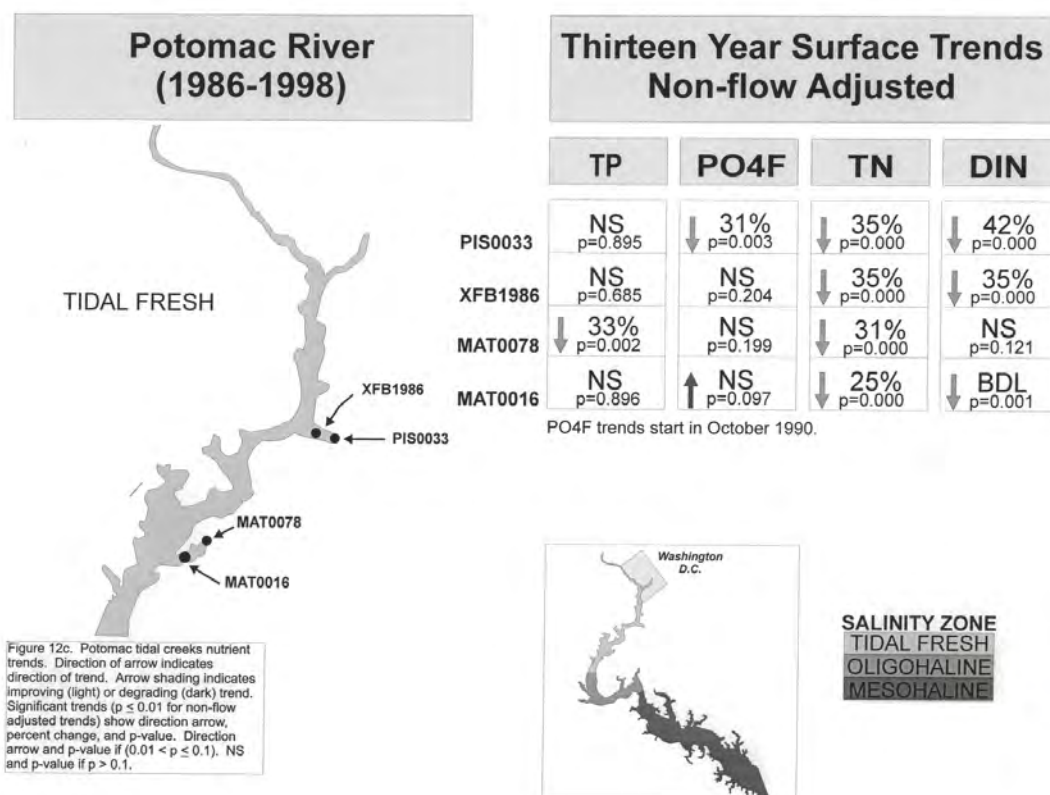 Potomac River
(1986-1998)
Thirteen Year Surface Trends
Non-flow Adjusted
TP PO4F TN DIN
PIS0033 NS 31% 35% 42%
p=0.895 p=0.003 p=0.000 p=0.000
XFB1986 NS NS 35% 35%
p=0.685 p=0.204 p=0.000 p=0.000
MAT0078 33% NS 31% NS
p=0.002 p=0.199 p=0.000 p=0.121
MAT0016 NS NS 25% BDL
p=0.896 p=0.097 p=0.000 p=0.001
PO4F trends start in October 1990.
TIDAL FRESH
XFB1986
PIS0033
MAT0078
MAT0016
Figure 12c. Potomac tidal creeks nutrient
trends. Direction of arrow indicates
direction of trend. Arrow shading indicates
improving (light) or degrading (dark) trend.
Significant trends (p ≤ 0.01 for non-flow
adjusted trends) show direction arrow,
percent change, and p-value. Direction
arrow and p-value if (0.01 < p ≤ 0.1). NS
and p-value if p > 0.1.
Washington
D.C.
SALINITY ZONE
TIDAL FRESH
OLIGOHALINE
MESOHALINE